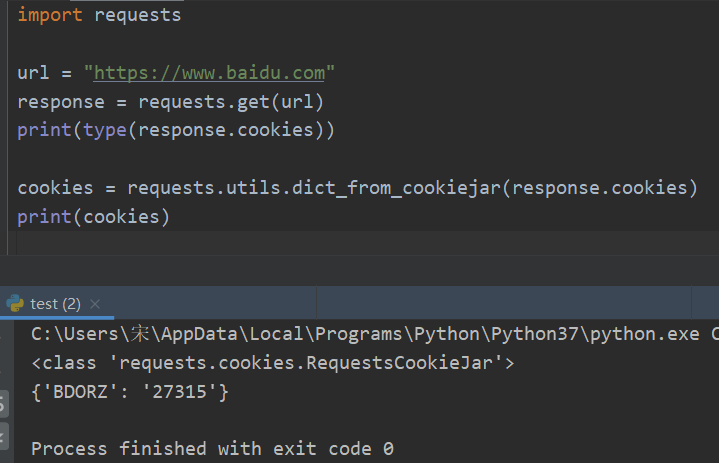 import requests
url = "https://www.baidu.com"
response = requests.get(url)
print(type(response.cookies))
cookies = requests.utils.dict_from_cookiejar(response.cookies)
print(cookies)
test (2)
C:\Users\宋\AppData\Local\Programs\Python\Python37\python.exe
<class 'requests.cookies.RequestsCookieJar'>
{'BDORZ': '27315'}
Process finished with exit code 0